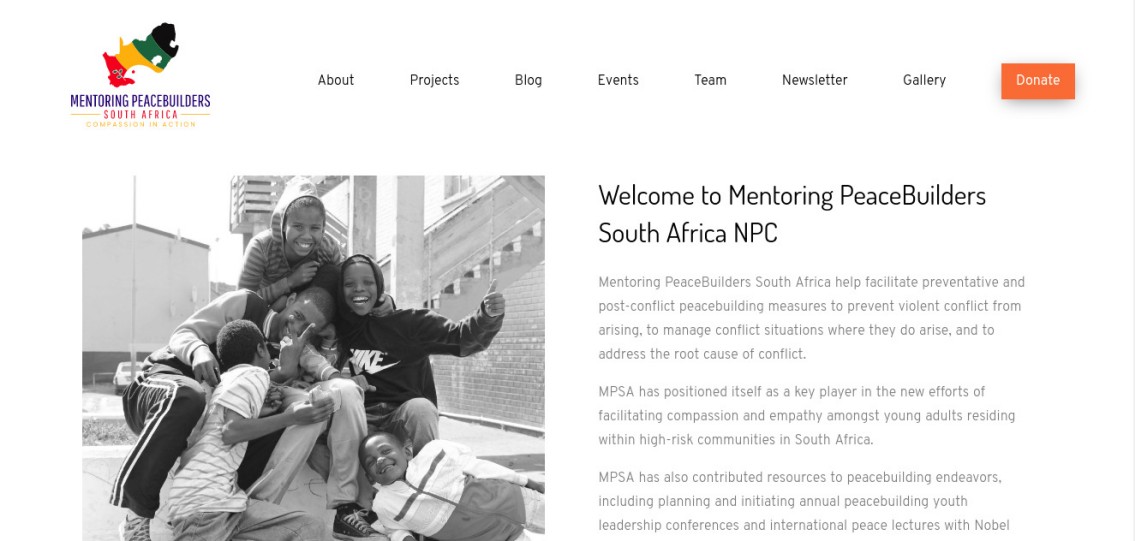 MENTORING PEACEBUILDERS
SOUTH AFRICA
COMPASSION IN ACTION
About
Projects
Blog
Events
Team
Newsletter
Gallery
Donate
NIKE
Welcome to Mentoring PeaceBuilders
South Africa NPC
Mentoring PeaceBuilders South Africa help facilitate preventative and
post-conflict peacebuilding measures to prevent violent conflict from
arising, to manage conflict situations where they do arise, and to
address the root cause of conflict.
MPSA has positioned itself as a key player in the new efforts of
facilitating compassion and empathy amongst young adults residing
within high-risk communities in South Africa.
MPSA has also contributed resources to peacebuilding endeavors,
including planning and initiating annual peacebuilding youth
leadership conferences and international peace lectures with Nobel